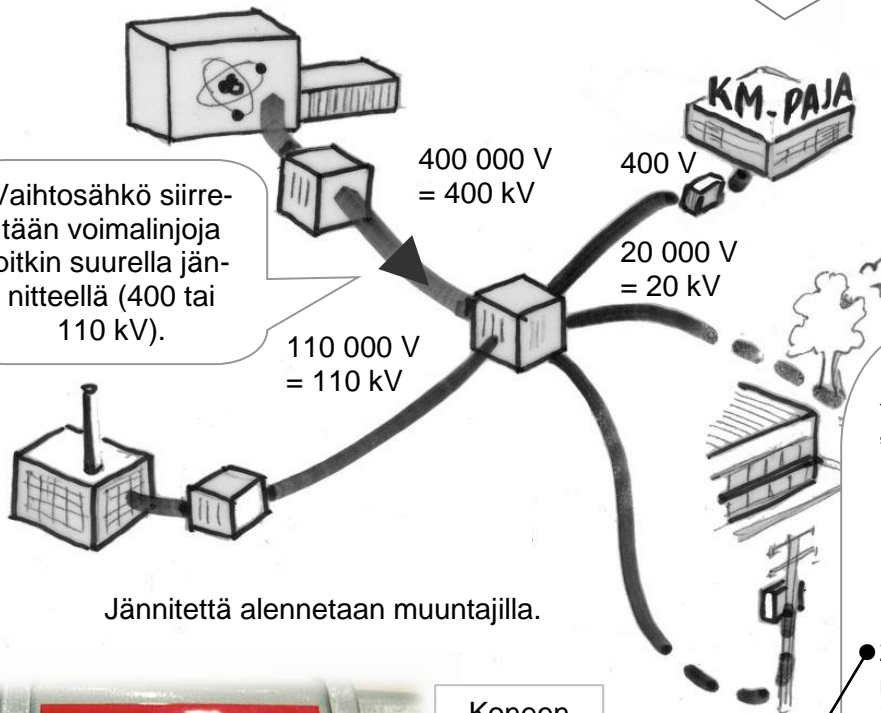 KM-PAJA
400 000 V
= 400 kV
400 V
Vaihtosähkö siirre-
tään voimalinjoja
pitkin suurella jän-
nitteellä (400 tai
110 kV).
20 000 V
= 20 kV
110 000 V
= 110 kV
Jännitettä alennetaan muuntajilla.
Koneen